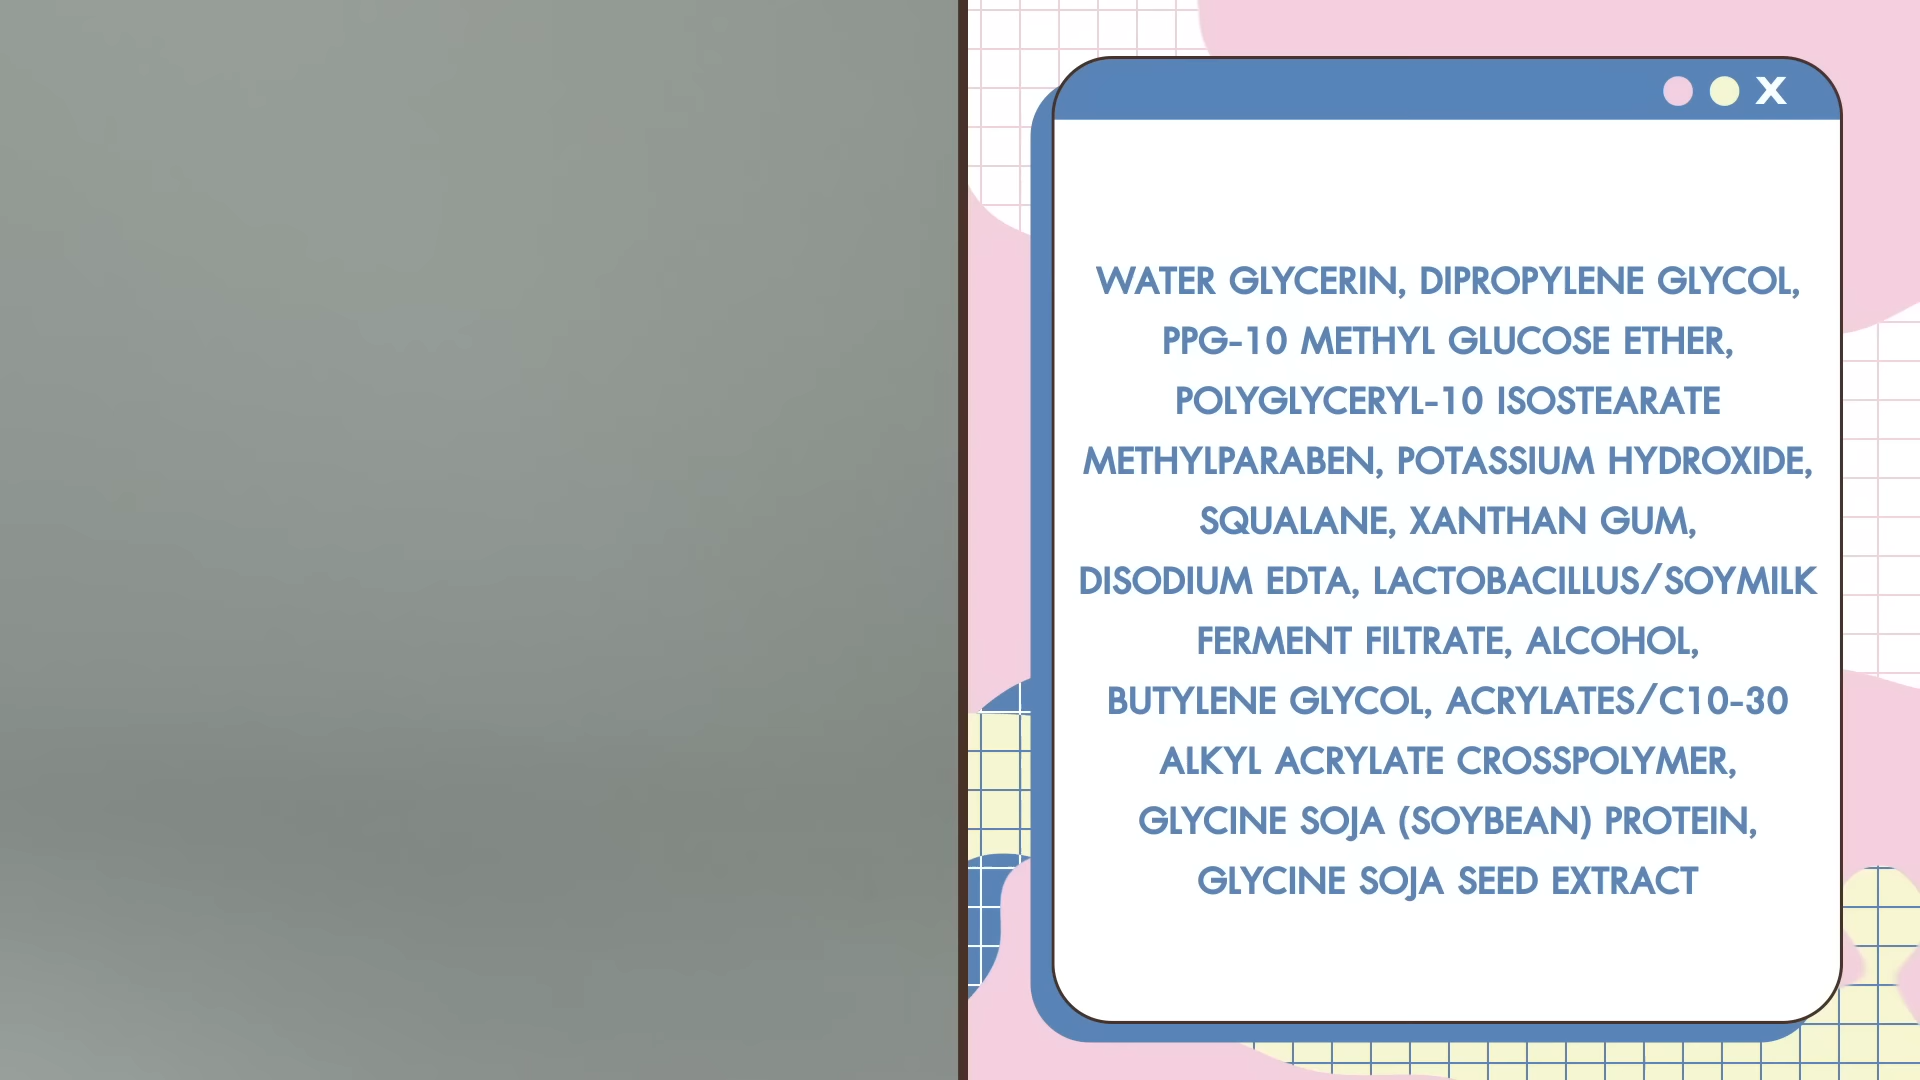 X
WATER GLYCERIN, DIPROPYLENE GLYCOL,
PPG-10 METHYL GLUCOSE ETHER,
POLYGLYCERYL-10 ISOSTEARATE
METHYLPARABEN, POTASSIUM HYDROXIDE,
SQUALANE, XANTHAN GUM,
DISODIUM EDTA, LACTOBACILLUS/SOYMILK
FERMENT FILTRATE, ALCOHOL,
BUTYLENE GLYCOL, ACRYLATES/C10-30
ALKYL ACRYLATE CROSSPOLYMER,
GLYCINE SOJA (SOYBEAN) PROTEIN,
GLYCINE SOJA SEED EXTRACT